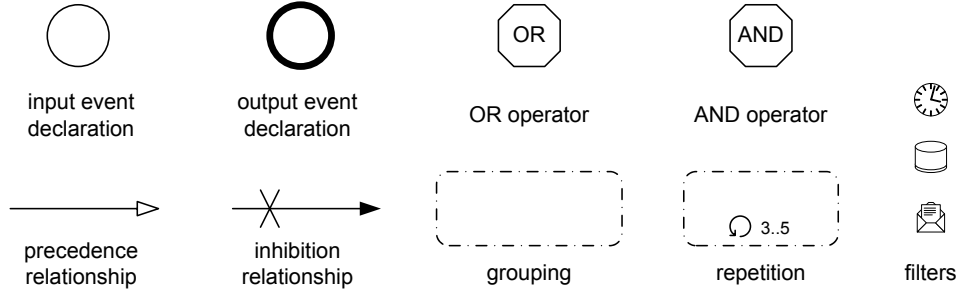 OR
AND
input event
declaration
output event
declaration
OR operator
AND operator
3..5
precedence
relationship
inhibition
relationship
grouping
repetition
filters